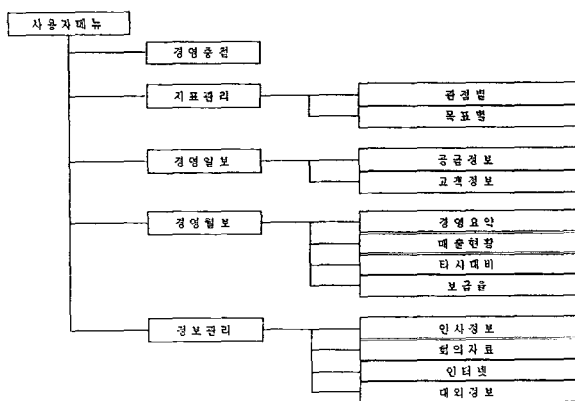 사용자메뉴
경영중점
지표관리
관점별
목표별
경영일보
공급정보
고객정보
경영월보
경영요약
매출현황
타사대비
보급율
정보관리
인사정보
회의자료
인터넷
대외정보